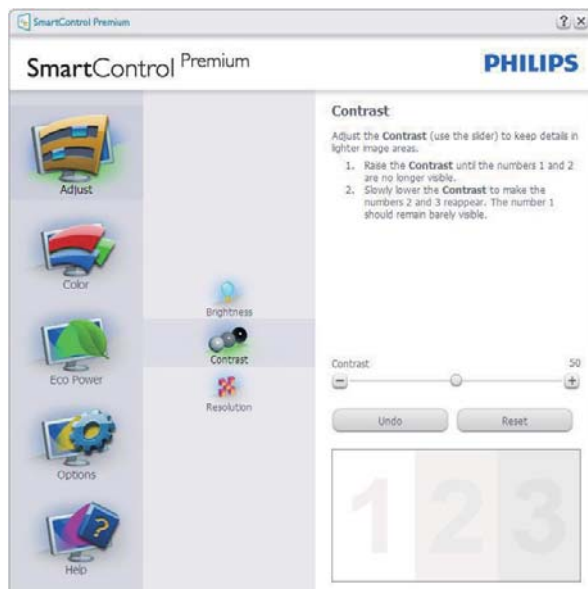 SmartControl Premium
SmartControl Premium
PHILIPS
Adjust
Color
Eco Power
Options
Help
Brightness
Contrast
Resolution
Contrast
Adjust the Contrast (use the slider) to keep details in
lighter image areas.
1. Raise the Contrast until the numbers 1 and 2
are no longer visible.
2. Slowly lower the Contrast to make the
numbers 2 and 3 reappear. The number 1
should remain barely visible.
Contrast 50
Undo Reset
1 2 3